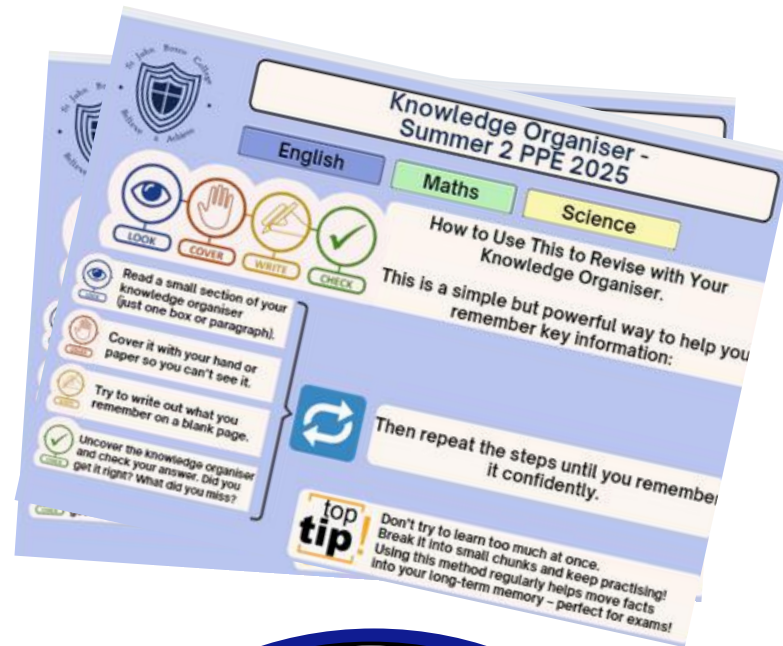 St John Bosco College
Believe & Achieve
Knowledge Organiser -
Summer 2 PPE 2025
English
Maths
Science
LOOK
COVER
WRITE
CHECK
How to Use This to Revise with Your
Knowledge Organiser.
This is a simple but powerful way to help you
remember key information:
Read a small section of your
knowledge organiser
(just one box or paragraph).
Cover it with your hand or
paper so you can't see it.
Try to write out what you
remember on a blank page.
Uncover the knowledge organiser
and check your answer. Did you
get it right? What did you miss?
Then repeat the steps until you remember
it confidently.
top
tip!
Don't try to learn too much at once.
Break it into small chunks and keep practising!
Using this method regularly helps move facts
into your long-term memory – perfect for exams!